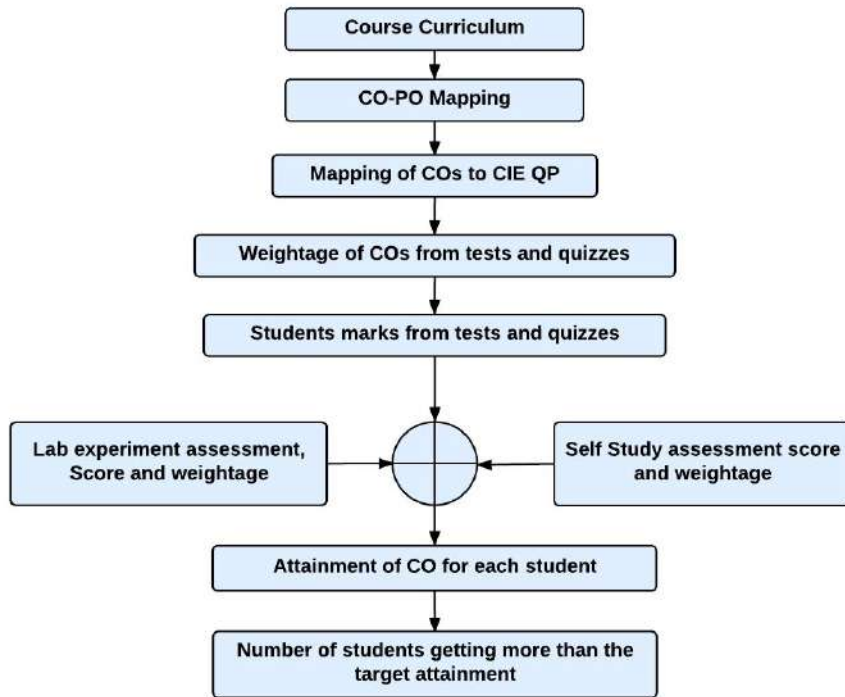 Course Curriculum
CO-PO Mapping
Mapping of COs to CIE QP
Weightage of COs from tests and quizzes
Students marks from tests and quizzes
Lab experiment assessment,
Score and weightage
Self Study assessment score
and weightage
Attainment of CO for each student
Number of students getting more than the
target attainment